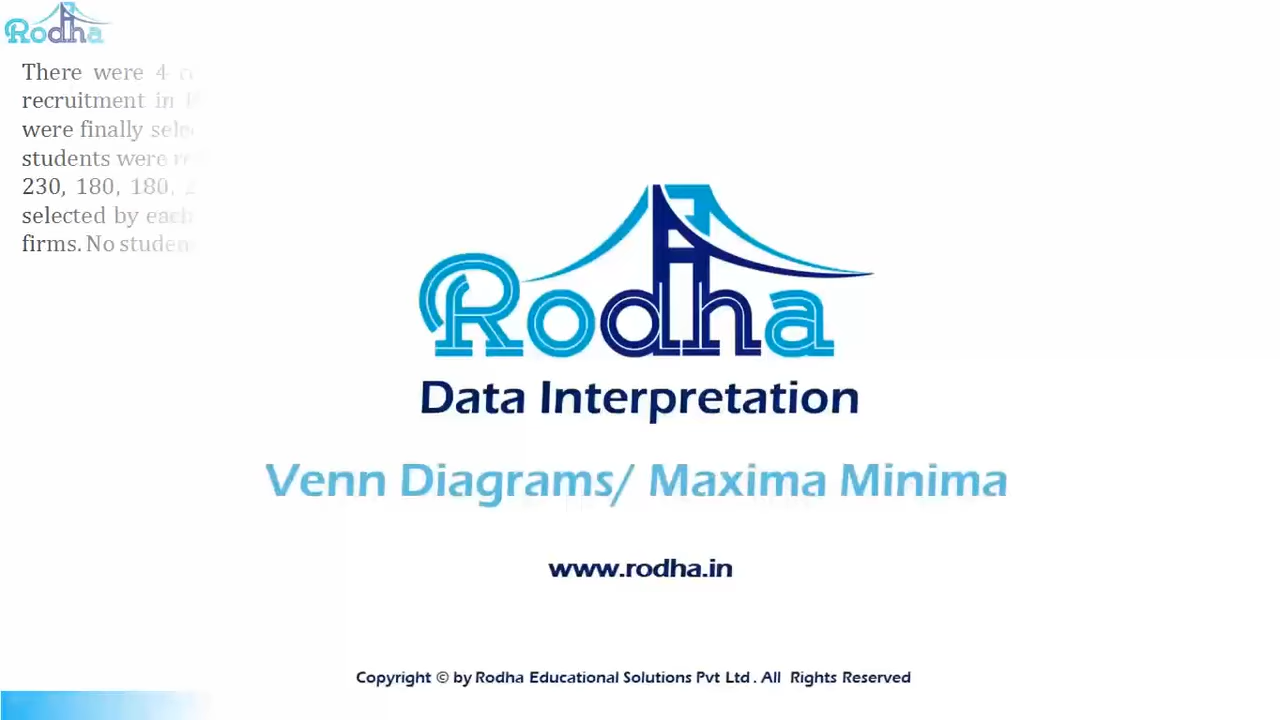 Rodha
There were 4
recruitment in
were finally
students were
230, 180, 180,
selected by each
firms. No
Rodha
Data Interpretation
Venn Diagrams/ Maxima Minima
www.rodha.in
Copyright © by Rodha Educational Solutions Pvt Ltd . All Rights Reserved